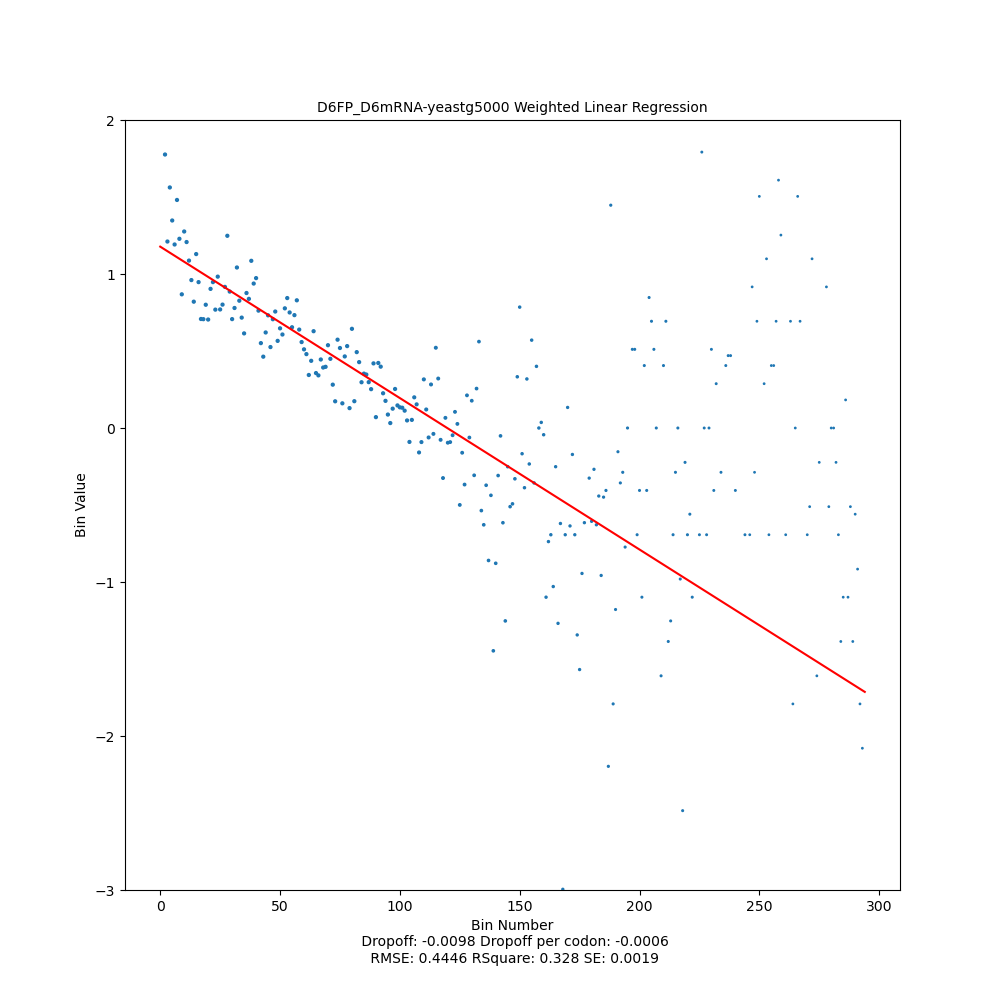 D6FP_D6mRNA-yeastg5000 Weighted Linear Regression
2
1
0
−1
−2
−3
Bin Value
0 50 100 150 200 250 300
Bin Number
Dropoff: -0.0098 Dropoff per codon: -0.0006
RMSE: 0.4446 RSquare: 0.328 SE: 0.0019